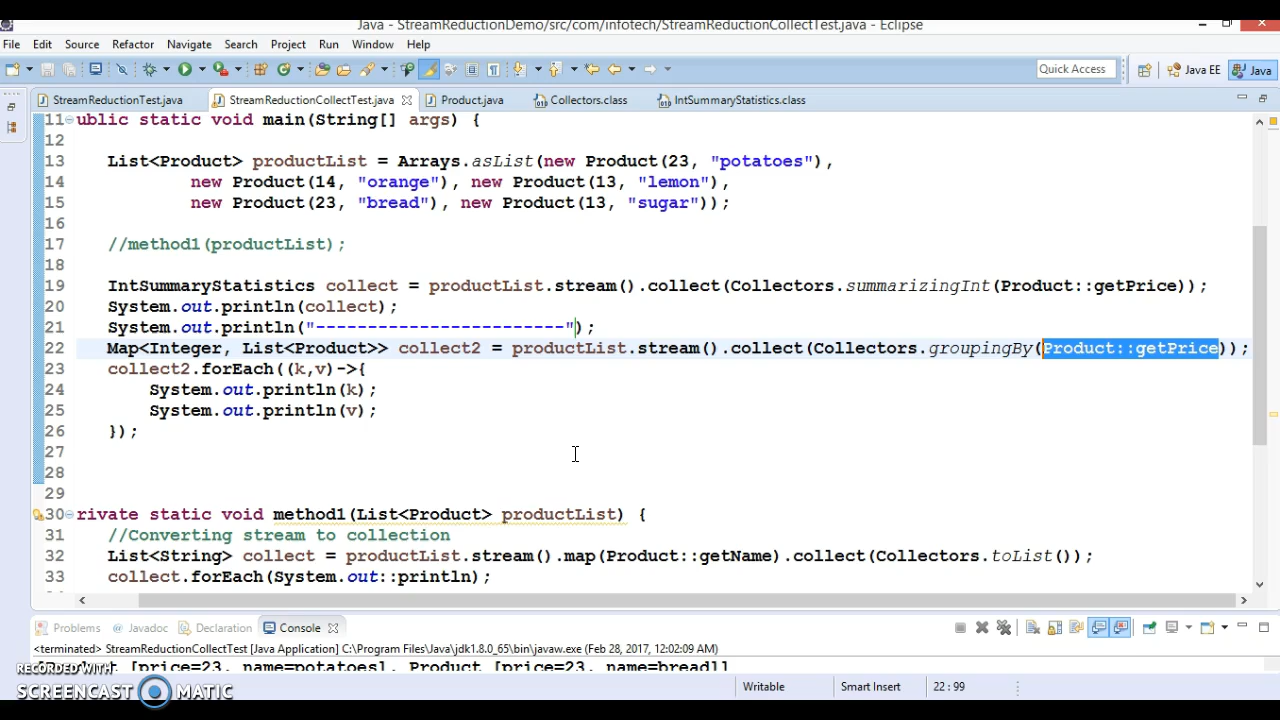 Java - StreamReductionDemo/src/com/infotech/StreamReductionCollectTest.java - Eclipse
File Edit Source Refactor Navigate Search Project Run Window Help
Quick Access Java EE Java
StreamReductionTest.java StreamReductionCollectTest.java Product.java Collectors.class IntSummaryStatistics.class
11 ublic static void main(String[] args) {
12
13 List<Product> productList = Arrays.asList(new Product(23, "potatoes"),
14 new Product(14, "orange"), new Product(13, "lemon"),
15 new Product(23, "bread"), new Product(13, "sugar"));
16
17 //method1(productList);
18
19 IntSummaryStatistics collect = productList.stream().collect(Collectors.summarizingInt(Product::getPrice));
20 System.out.println(collect);
21 System.out.println("------------------------");
22 Map<Integer, List<Product>> collect2 = productList.stream().collect(Collectors.groupingBy(Product::getPrice));
23 collect2.forEach((k,v)->{
24 System.out.println(k);
25 System.out.println(v);
26 });
27
28
29
30 rivate static void method1(List<Product> productList) {
31 //Converting stream to collection
32 List<String> collect = productList.stream().map(Product::getName).collect(Collectors.toList());
33 collect.forEach(System.out::println);
Problems Javadoc Declaration Console
<terminated> StreamReductionCollectTest [Java Application] C:\Program Files\Java\jdk1.8.0_65\bin\javaw.exe (Feb 28, 2017, 12:02:09 AM)
[price=23, name=potatoes], Product [price=23, name=bread]]
RECORDED WITH
SCREENCAST MATIC
Writable Smart Insert 22 : 99